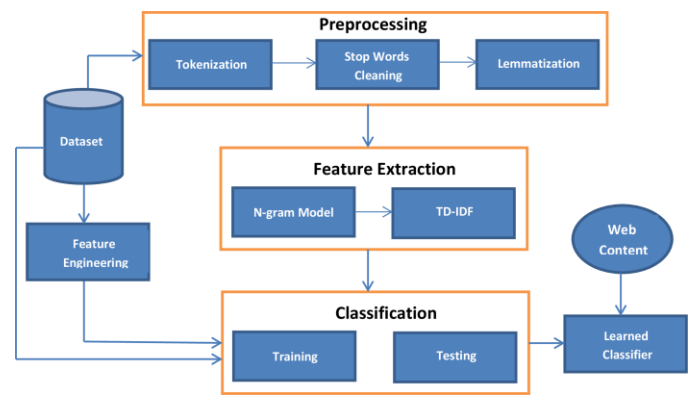 Preprocessing
Tokenization
Stop Words
Cleaning
Lemmatization
Dataset
Feature Extraction
N-gram Model
TD-IDF
Feature
Engineering
Web
Content
Classification
Training
Testing
Learned
Classifier